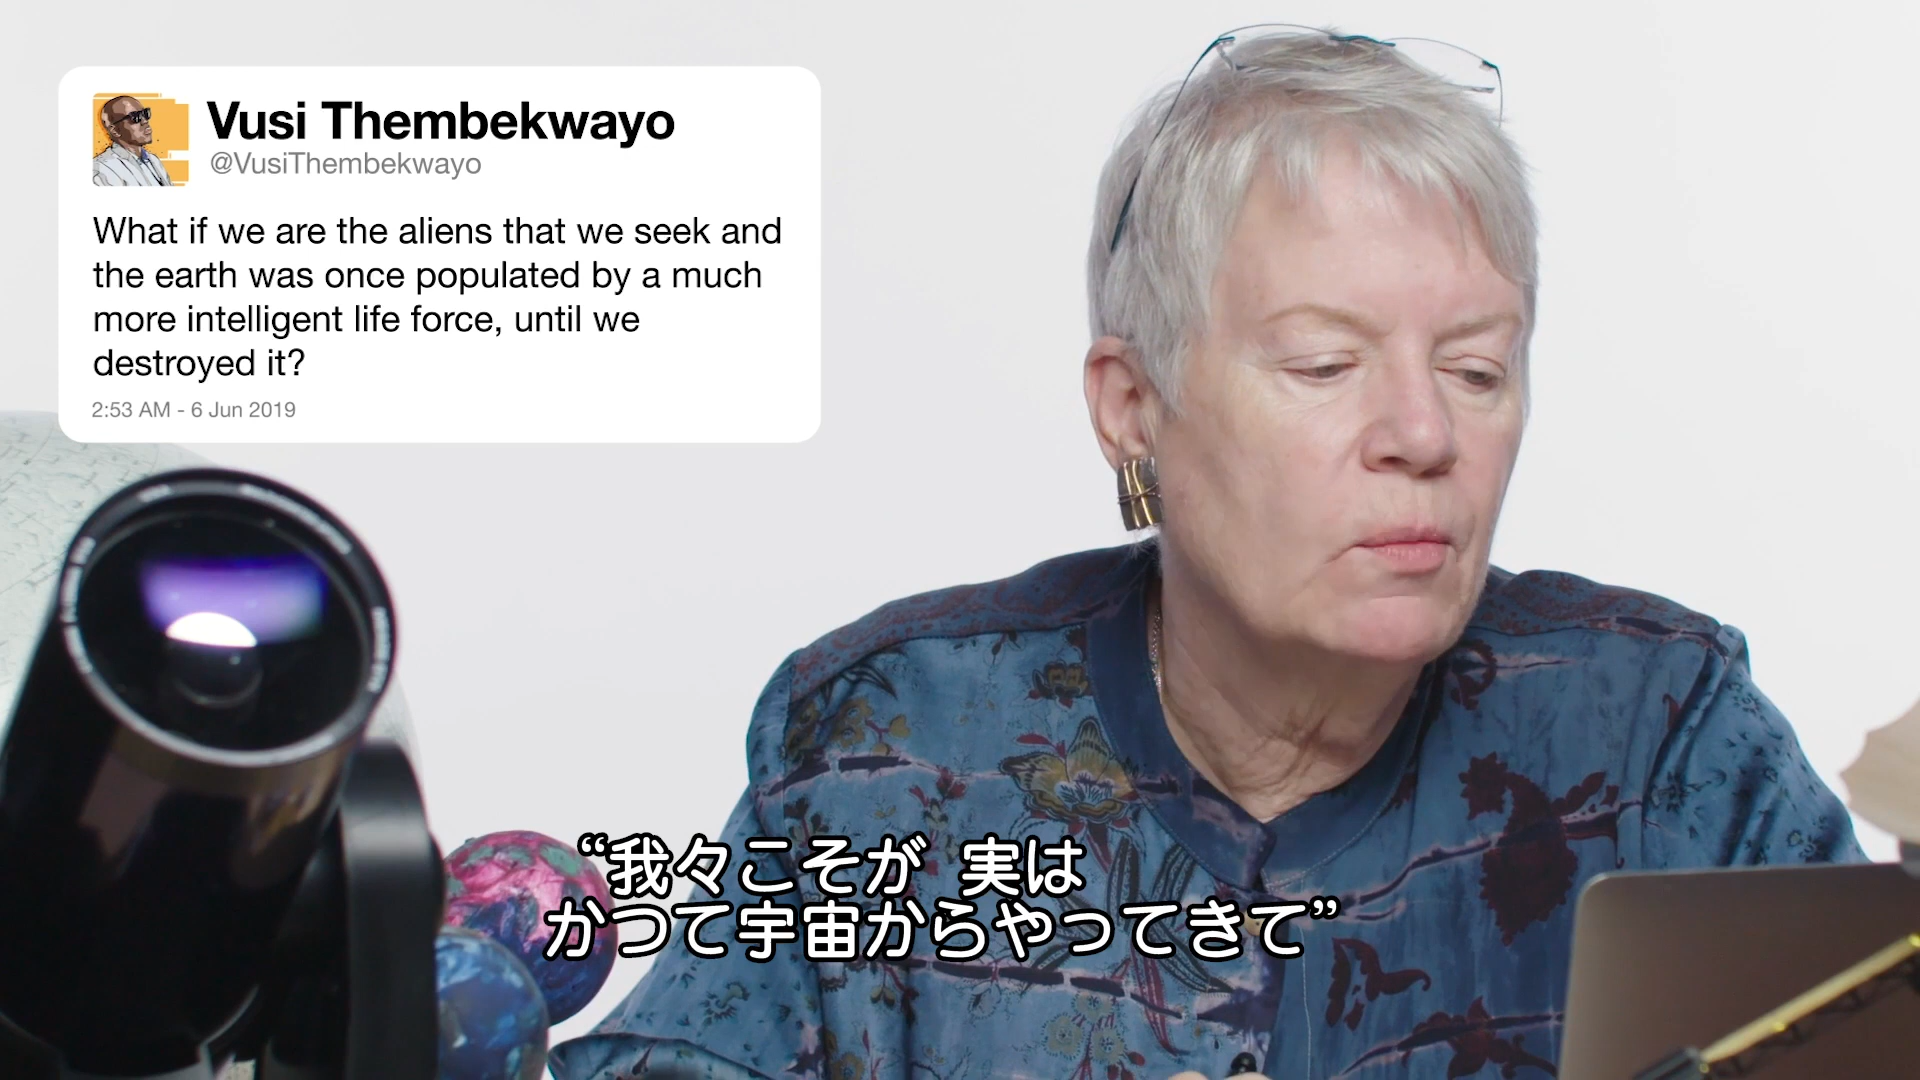 Vusi Thembekwayo
@VusiThembekwayo
What if we are the aliens that we seek and
the earth was once populated by a much
more intelligent life force, until we
destroyed it?
2:53 AM - 6 Jun 2019
“我々こそが 実は
かつて宇宙からやってきて”